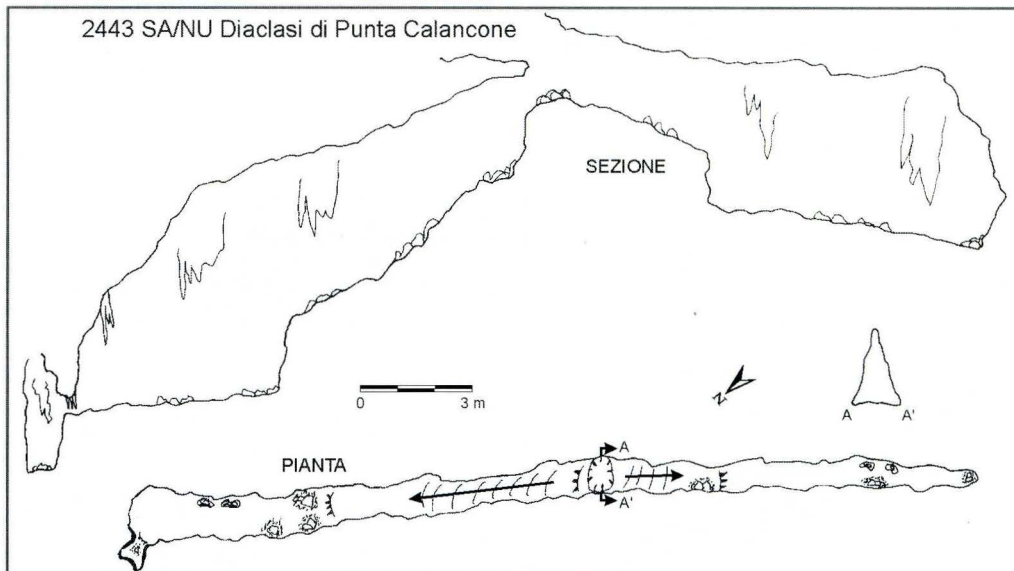 2443 SA/NU Diaclasi di Punta Calancone
SEZIONE
0 3 m
N
A A'
PIANTA
A
A'